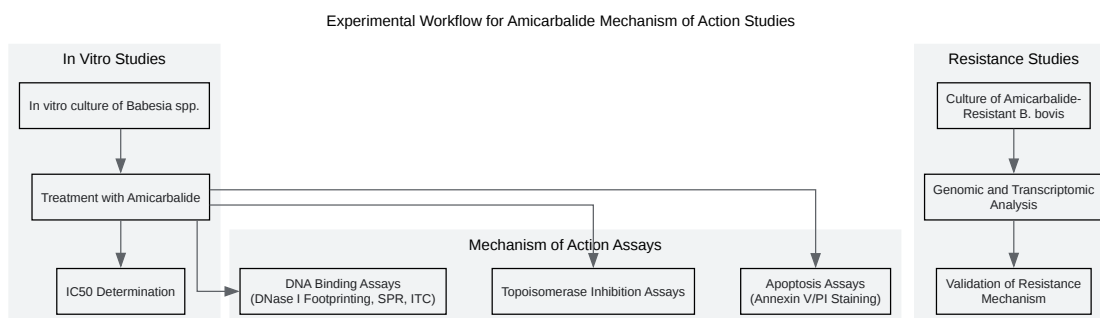 Experimental Workflow for Amicarbalide Mechanism of Action Studies
In Vitro Studies
In vitro culture of Babesia spp.
Treatment with Amicarbalide
IC50 Determination
Mechanism of Action Assays
DNA Binding Assays
(DNase I Footprinting, SPR, ITC)
Topoisomerase Inhibition Assays
Apoptosis Assays
(Annexin V/PI Staining)
Resistance Studies
Culture of Amicarbalide-
Resistant B. bovis
Genomic and Transcriptomic
Analysis
Validation of Resistance
Mechanism